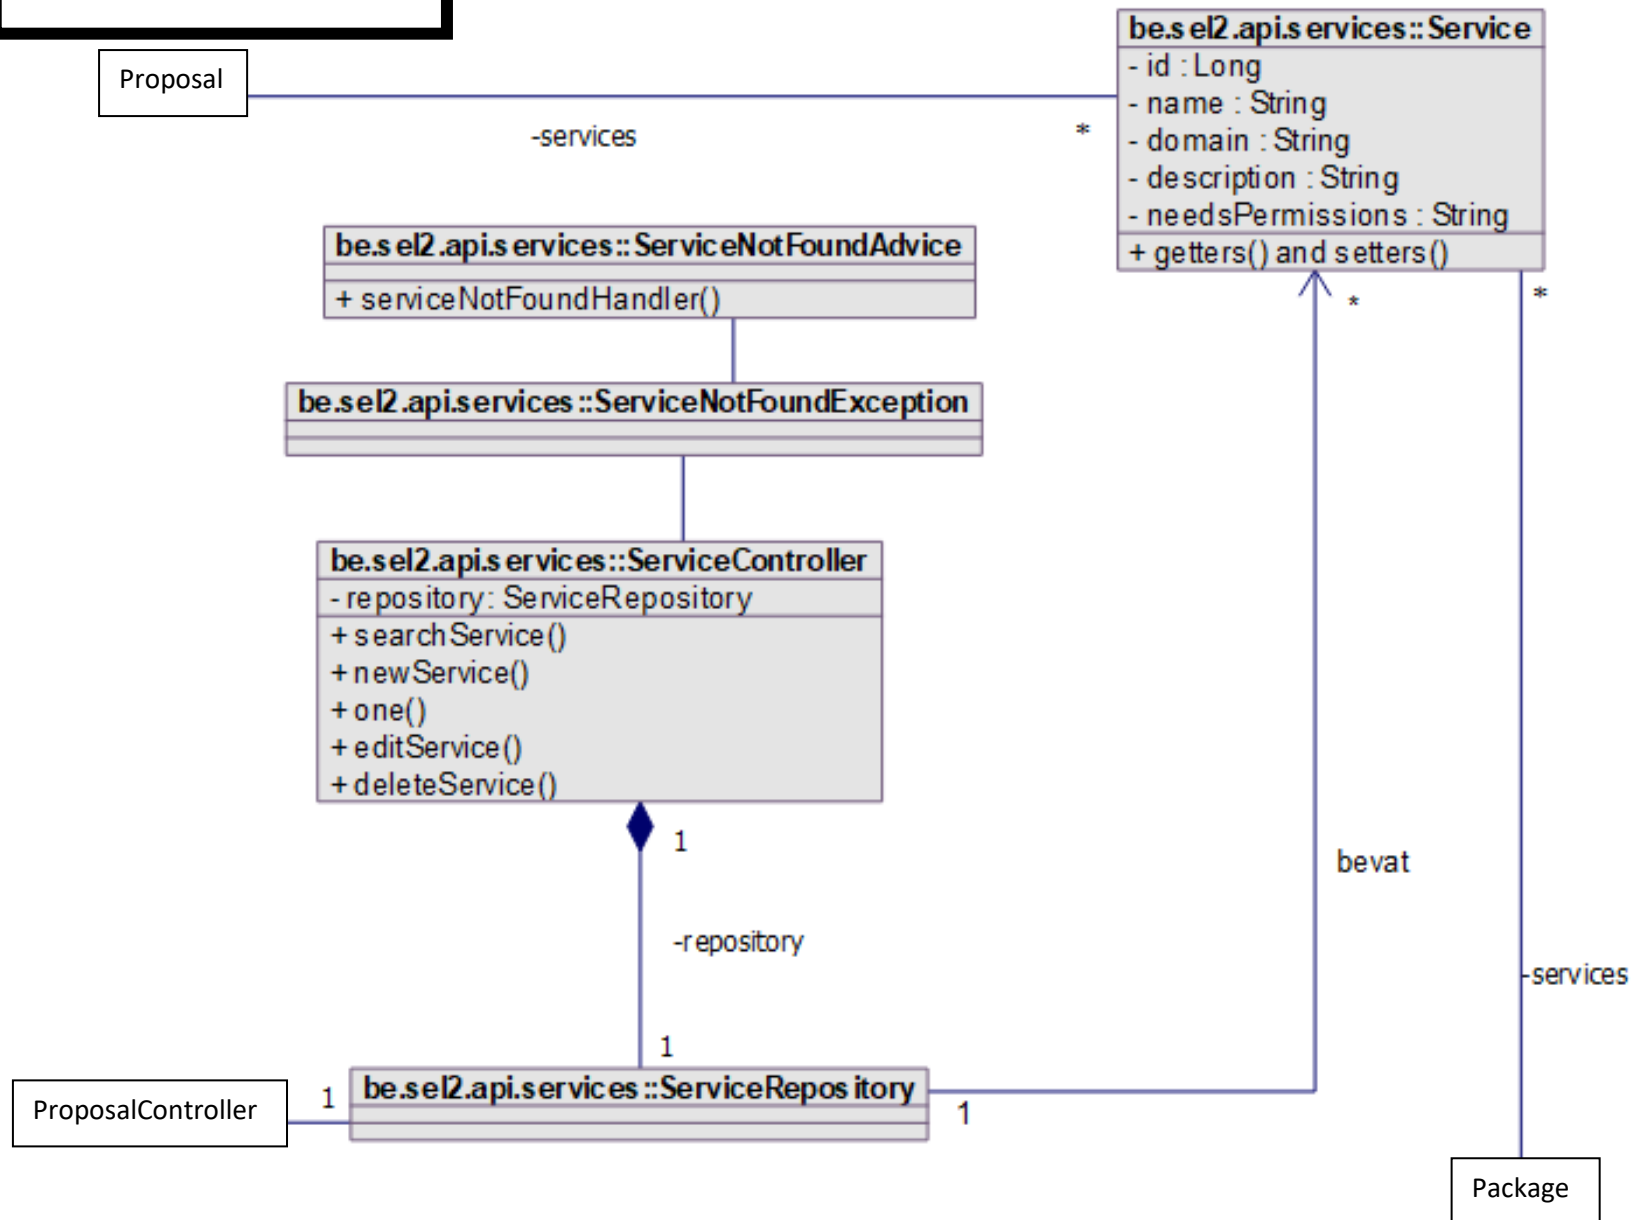 Proposal
-services
*
be.sel2.api.services::Service
- id : Long
- name : String
- domain : String
- description : String
- needsPermissions : String
+ getters() and setters()
*
*
be.sel2.api.services::ServiceNotFoundAdvice
+ serviceNotFoundHandler()
be.sel2.api.services::ServiceNotFoundException
be.sel2.api.services::ServiceController
- repository: ServiceRepository
+ searchService()
+ newService()
+ one()
+ editService()
+ deleteService()
1
bevat
-repository
-services
1
ProposalController
1
be.sel2.api.services::ServiceRepository
1
Package